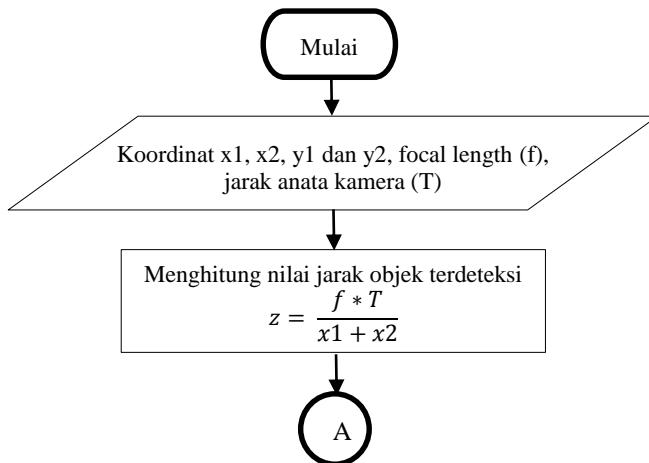 Mulai
Koordinat x1, x2, y1 dan y2, focal length (f),
jarak anata kamera (T)
Menghitung nilai jarak objek terdeteksi
z = f * T / x1 + x2
A